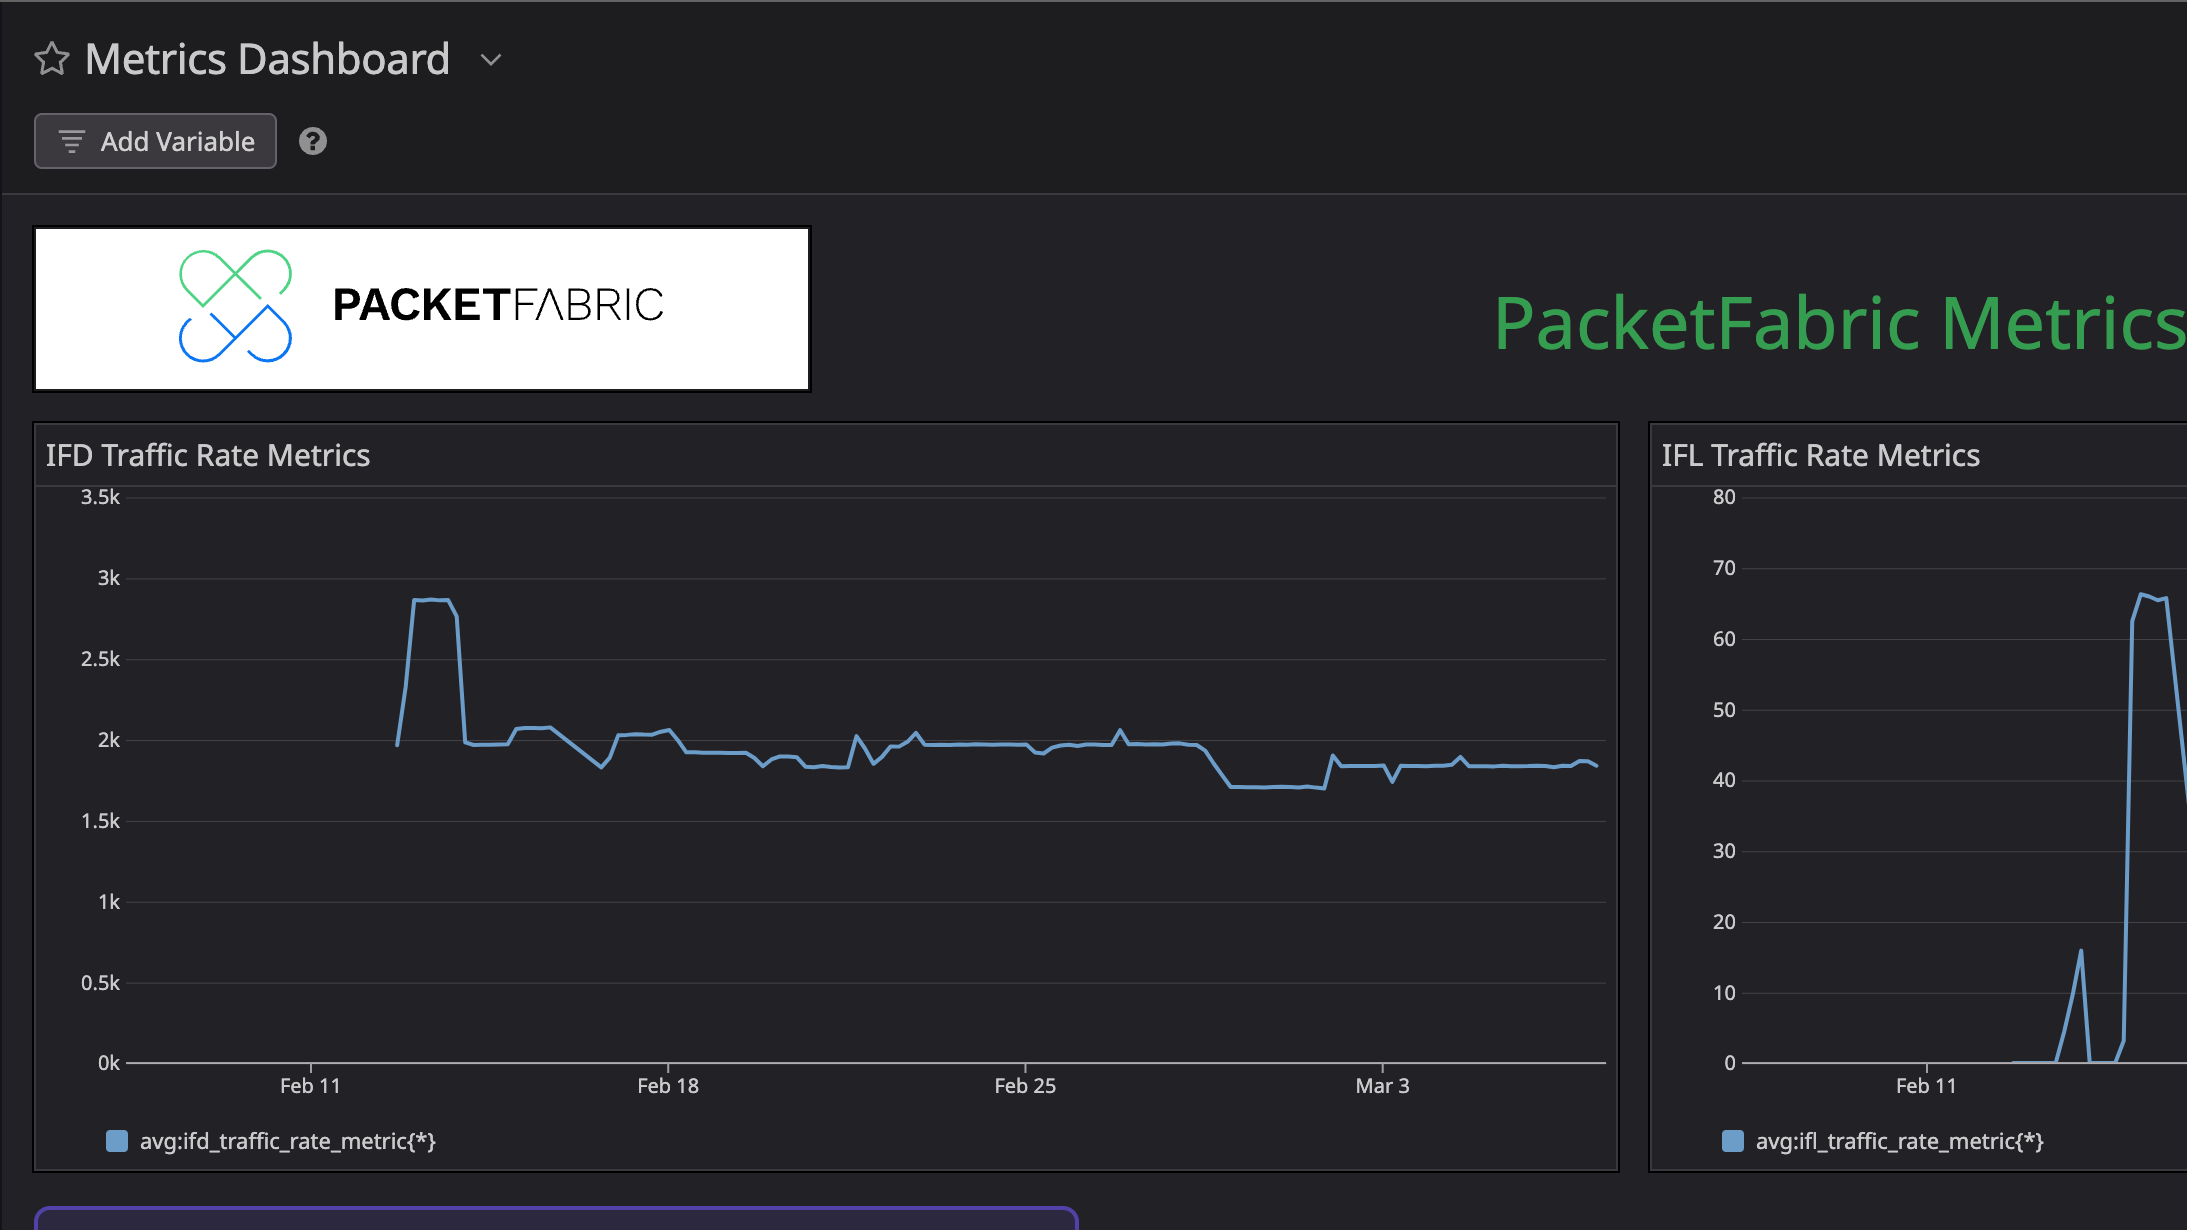 Metrics Dashboard
Add Variable
?
PACKETFABRIC
PacketFabric Metrics
IFD Traffic Rate Metrics
3.5k
3k
2.5k
2k
1.5k
1k
0.5k
0k
Feb 11
Feb 18
Feb 25
Mar 3
avg:ifd_traffic_rate_metric{*}
IFL Traffic Rate Metrics
80
70
60
50
40
30
20
10
0
Feb 11
avg:ifl_traffic_rate_metric{*}